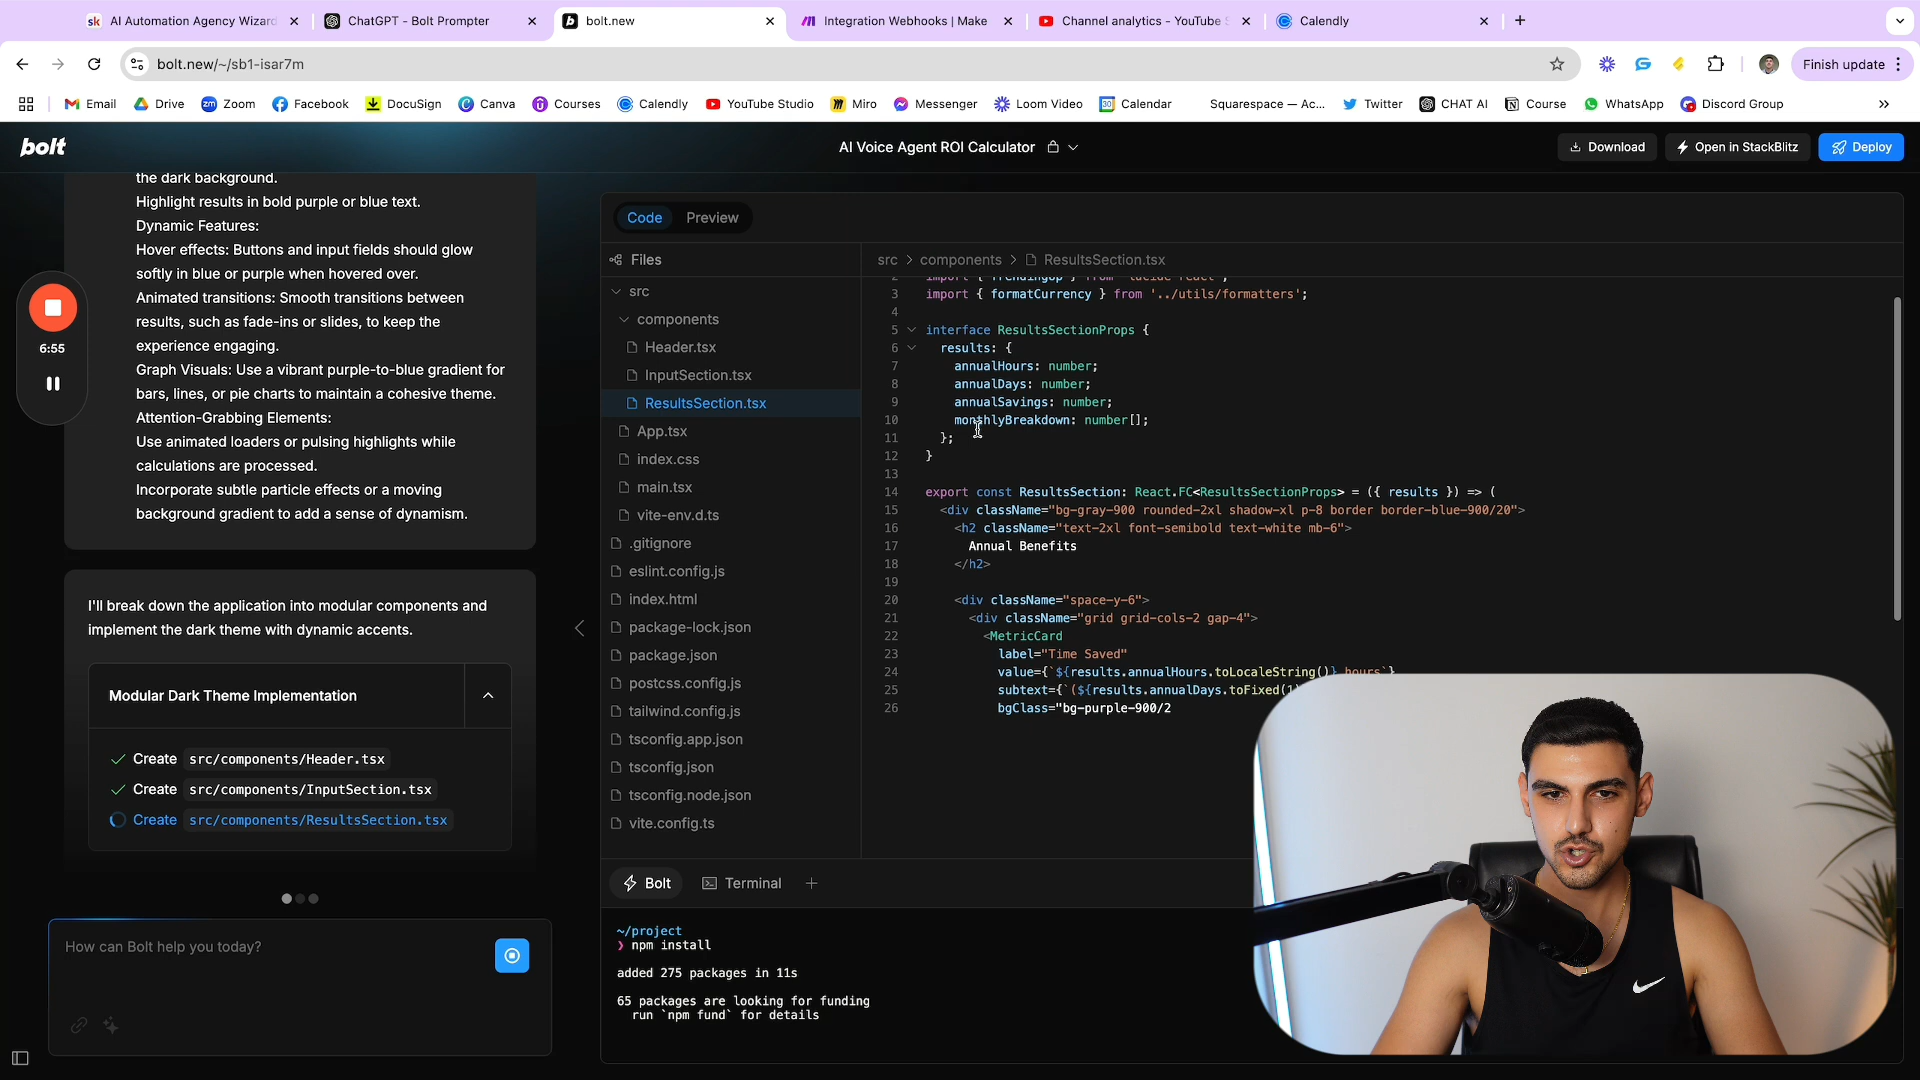 AI Automation Agency Wizard
ChatGPT - Bolt Prompter
bolt.new
Integration Webhooks | Make
Channel analytics - YouTube S
Calendly
bolt.new/~/sb1-isar7m
Finish update
Email
Drive
Zoom
Facebook
DocuSign
Canva
Courses
Calendly
YouTube Studio
Miro
Messenger
Loom Video
Calendar
Squarespace — Ac...
Twitter
CHAT AI
Course
WhatsApp
Discord Group
bolt
AI Voice Agent ROI Calculator
Download
Open in StackBlitz
Deploy
the dark background.
Highlight results in bold purple or blue text.
Dynamic Features:
Hover effects: Buttons and input fields should glow
softly in blue or purple when hovered over.
Animated transitions: Smooth transitions between
results, such as fade-ins or slides, to keep the
experience engaging.
Graph Visuals: Use a vibrant purple-to-blue gradient for
bars, lines, or pie charts to maintain a cohesive theme.
Attention-Grabbing Elements:
Use animated loaders or pulsing highlights while
calculations are processed.
Incorporate subtle particle effects or a moving
background gradient to add a sense of dynamism.
6:55
I'll break down the application into modular components and
implement the dark theme with dynamic accents.
Modular Dark Theme Implementation
Create src/components/Header.tsx
Create src/components/InputSection.tsx
Create src/components/ResultsSection.tsx
How can Bolt help you today?
Code
Preview
Files
src
components
Header.tsx
InputSection.tsx
ResultsSection.tsx
App.tsx
index.css
main.tsx
vite-env.d.ts
.gitignore
eslint.config.js
index.html
package-lock.json
package.json
postcss.config.js
tailwind.config.js
tsconfig.app.json
tsconfig.json
tsconfig.node.json
vite.config.ts
src > components > ResultsSection.tsx
2 import { TrendingUp } from 'lucide-react';
3 import { formatCurrency } from '../utils/formatters';
4
5 interface ResultsSectionProps {
6 results: {
7 annualHours: number;
8 annualDays: number;
9 annualSavings: number;
10 monthlyBreakdown: number[];
11 };
12 }
13
14 export const ResultsSection: React.FC<ResultsSectionProps> = ({ results }) => (
15 <div className="bg-gray-900 rounded-2xl shadow-xl p-8 border border-blue-900/20">
16 <h2 className="text-2xl font-semibold text-white mb-6">
17 Annual Benefits
18 </h2>
19
20 <div className="space-y-6">
21 <div className="grid grid-cols-2 gap-4">
22 <MetricCard
23 label="Time Saved"
24 value={`${results.annualHours.toLocaleString()} hours`}
25 subtext={`(${results.annualDays.toFixed(1)
26 bgClass="bg-purple-900/2
Bolt
Terminal
~/project
❯ npm install
added 275 packages in 11s
65 packages are looking for funding
run `npm fund` for details